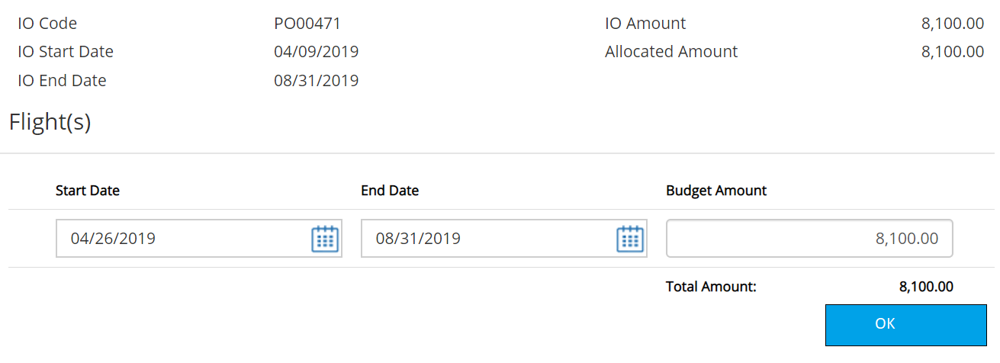 IO Code PO00471 IO Amount 8,100.00
IO Start Date 04/09/2019 Allocated Amount 8,100.00
IO End Date 08/31/2019
Flight(s)
Start Date End Date Budget Amount
04/26/2019 08/31/2019 8,100.00
Total Amount: 8,100.00
OK